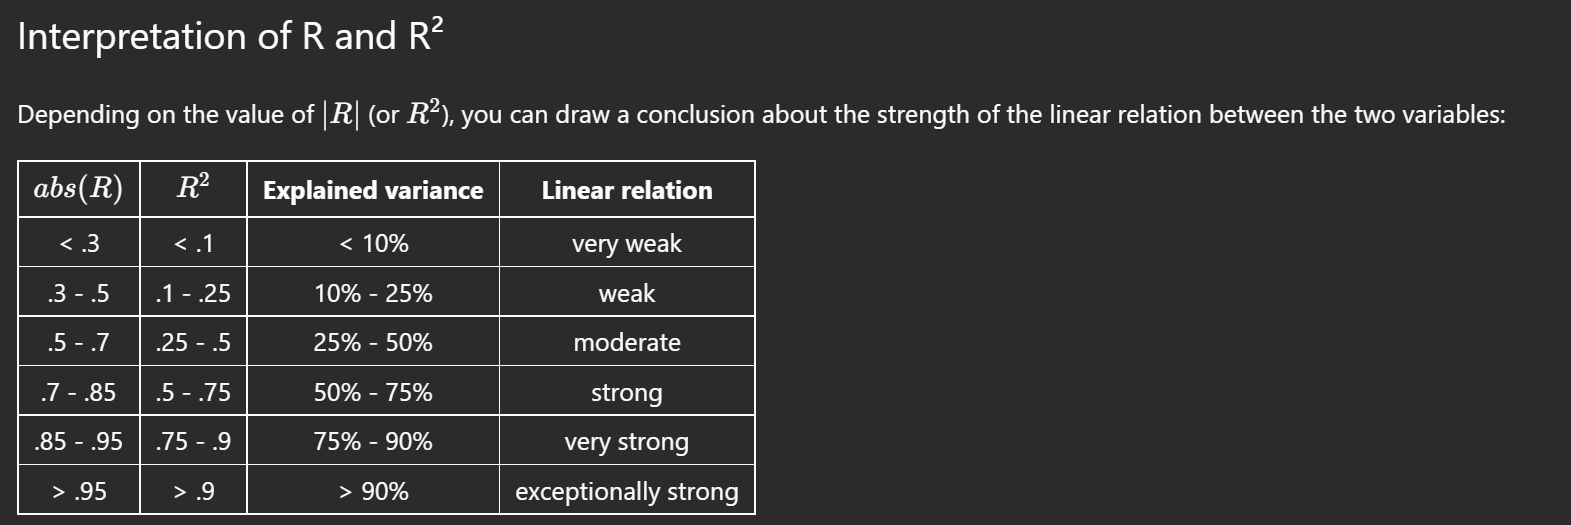 Interpretation of R and R²
Depending on the value of |R| (or R²), you can draw a conclusion about the strength of the linear relation between the two variables:
abs(R) R² Explained variance Linear relation
< .3 < .1 < 10% very weak
.3 - .5 .1 - .25 10% - 25% weak
.5 - .7 .25 - .5 25% - 50% moderate
.7 - .85 .5 - .75 50% - 75% strong
.85 - .95 .75 - .9 75% - 90% very strong
> .95 > .9 > 90% exceptionally strong